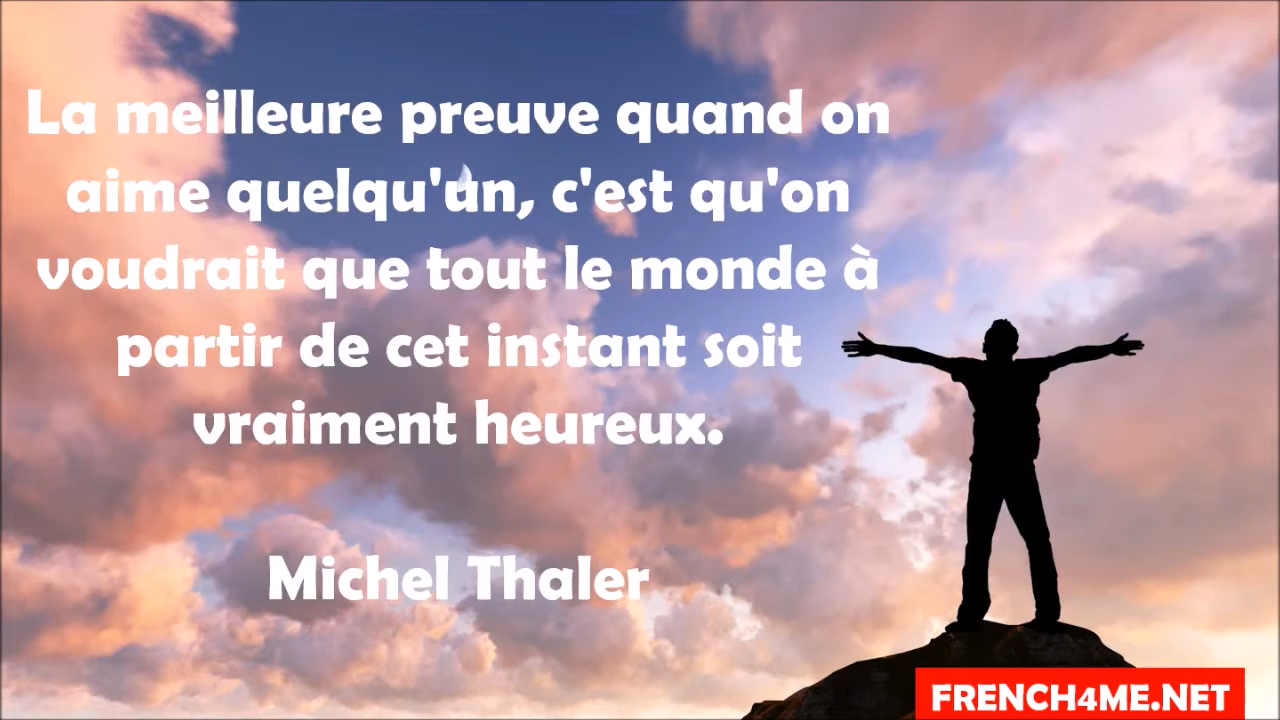 La meilleure preuve quand on
aime quelqu'un, c'est qu'on
voudrait que tout le monde à
partir de cet instant soit
vraiment heureux.
Michel Thaler
FRENCH4ME.NET